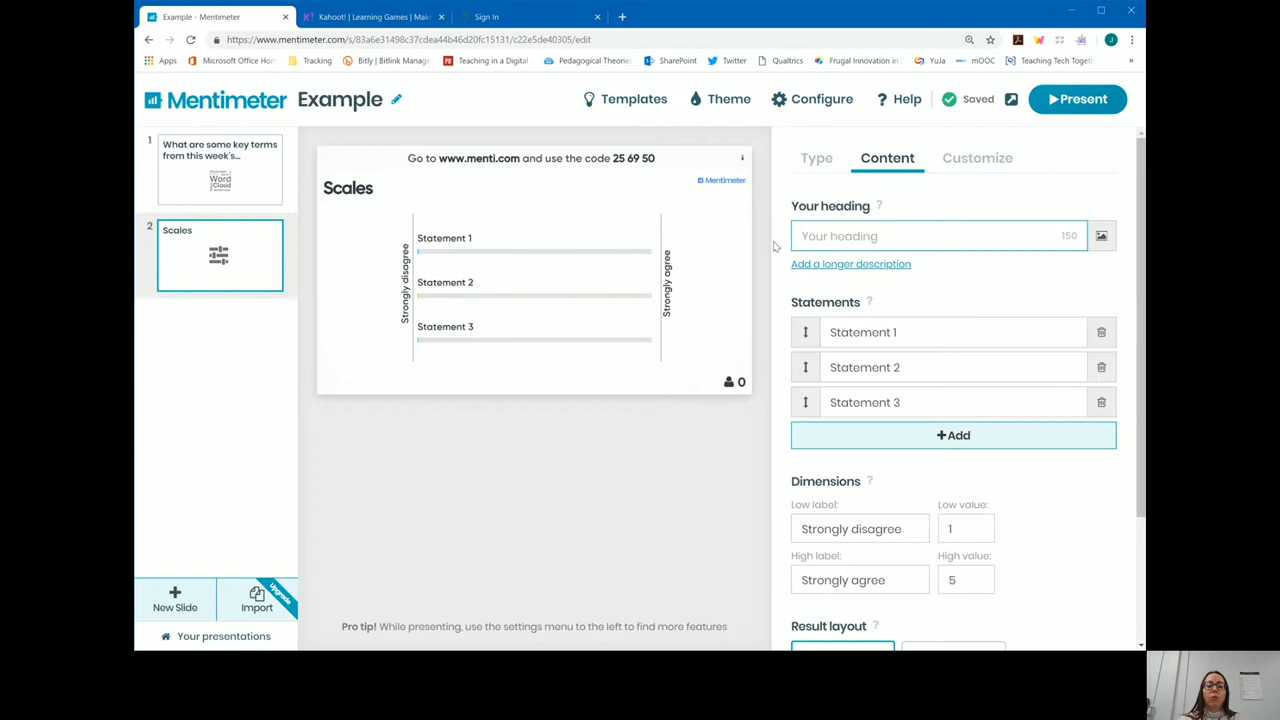 Example - Mentimeter
Kahoot! | Learning Games | Mak
Sign In
https://www.mentimeter.com/s/83a6e31498c37cdea44b46d20fc15131/c22e5de40305/edit
Apps
Microsoft Office Hom
Tracking
Bitly | Bitlink Manage
Teaching in a Digital
Pedagogical Theories
SharePoint
Twitter
Qualtrics
Frugal Innovation in
YuJa
mOOC
Teaching Tech Toget
Mentimeter Example
Templates
Theme
Configure
? Help
Saved
Present
1
What are some key terms
from this week's...
Word
Cloud
2
Scales
Go to www.menti.com and use the code 25 69 50
Mentimeter
Scales
Strongly disagree
Statement 1
Statement 2
Statement 3
Strongly agree
0
Type
Content
Customize
Your heading ?
Your heading
150
Add a longer description
Statements ?
Statement 1
Statement 2
Statement 3
+Add
Dimensions ?
Low label:
Low value:
Strongly disagree
1
High label:
High value:
Strongly agree
5
Result layout ?
New Slide
Import
Upgrade
Your presentations
Pro tip! While presenting, use the settings menu to the left to find more features